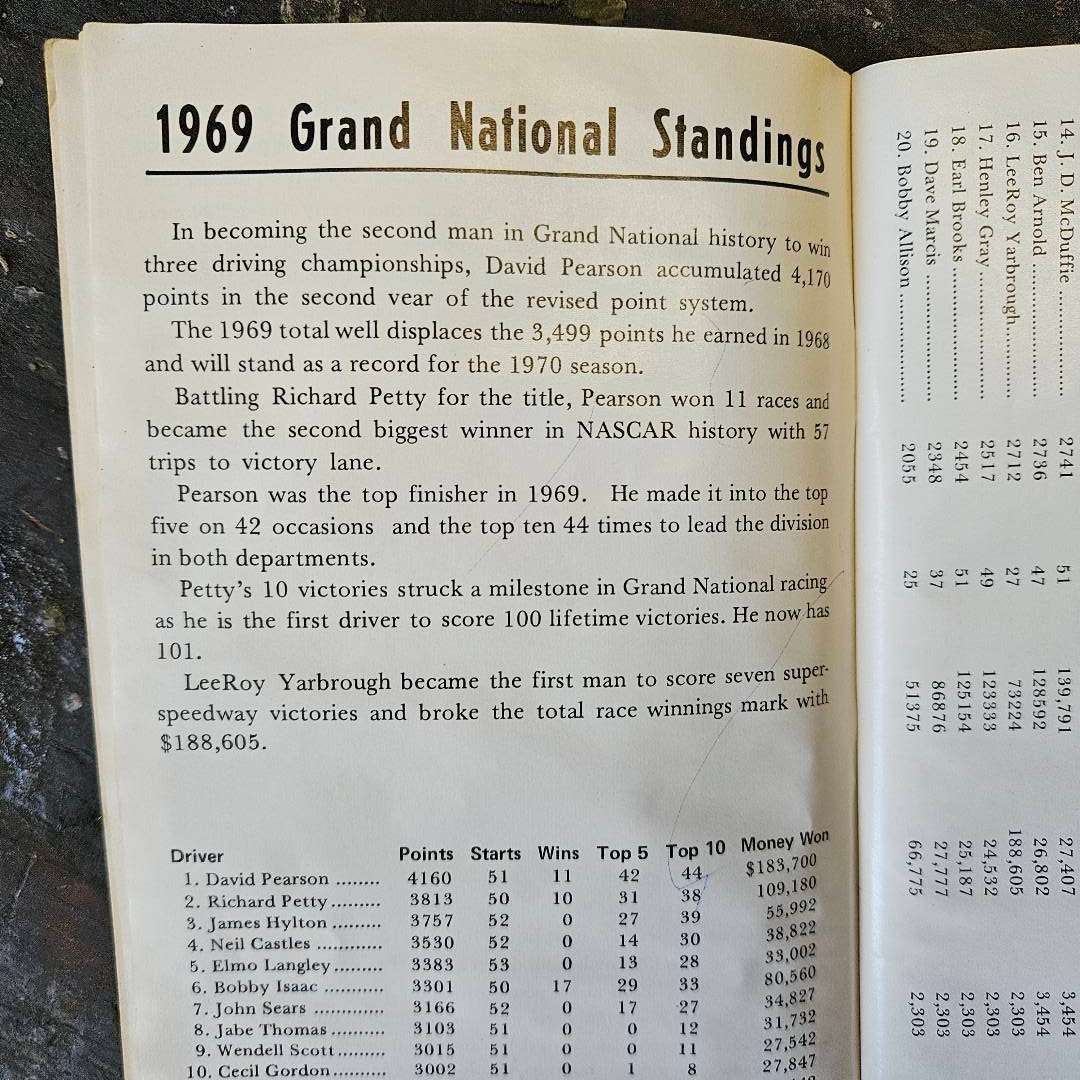 1969 Grand National Standings
In becoming the second man in Grand National history to win
three driving championships, David Pearson accumulated 4,170
points in the second year of the revised point system.
The 1969 total well displaces the 3,499 points he earned in 1968
and will stand as a record for the 1970 season.
Battling Richard Petty for the title, Pearson won 11 races and
became the second biggest winner in NASCAR history with 57
trips to victory lane.
Pearson was the top finisher in 1969. He made it into the top
five on 42 occasions and the top ten 44 times to lead the division
in both departments.
Petty's 10 victories struck a milestone in Grand National racing
as he is the first driver to score 100 lifetime victories. He now has
101.
LeeRoy Yarbrough became the first man to score seven super-
speedway victories and broke the total race winnings mark with
$188,605.
Driver Points Starts Wins Top 5 Top 10 Money Won
1. David Pearson ........ 4160 51 11 42 44 $183,700
2. Richard Petty ......... 3813 50 10 31 38 109,180
3. James Hylton ......... 3757 52 0 27 39 55,992
4. Neil Castles ............ 3530 52 0 14 30 38,822
5. Elmo Langley ......... 3383 53 0 13 28 33,002
6. Bobby Isaac ........... 3301 50 17 29 33 80,560
7. John Sears ............. 3166 52 0 17 27 34,827
8. Jabe Thomas .......... 3103 51 0 0 12 31,732
9. Wendell Scott ......... 3015 51 0 0 11 27,542
10. Cecil Gordon .......... 3002 51 0 1 8 27,847
14. J. D. McDuffie ................ 2741 51 139,791 27,407 3,454
15. Ben Arnold .................... 2736 47 128592 26,802 3,454
16. LeeRoy Yarbrough.......... 2712 27 73224 188,605 2,303
17. Henley Gray ................... 2517 49 123333 24,532 2,303
18. Earl Brooks .................... 2454 51 125154 25,187 2,303
19. Dave Marcis ................... 2348 37 86876 27,777 2,303
20. Bobby Allison ................. 2055 25 51375 66,775 2,303